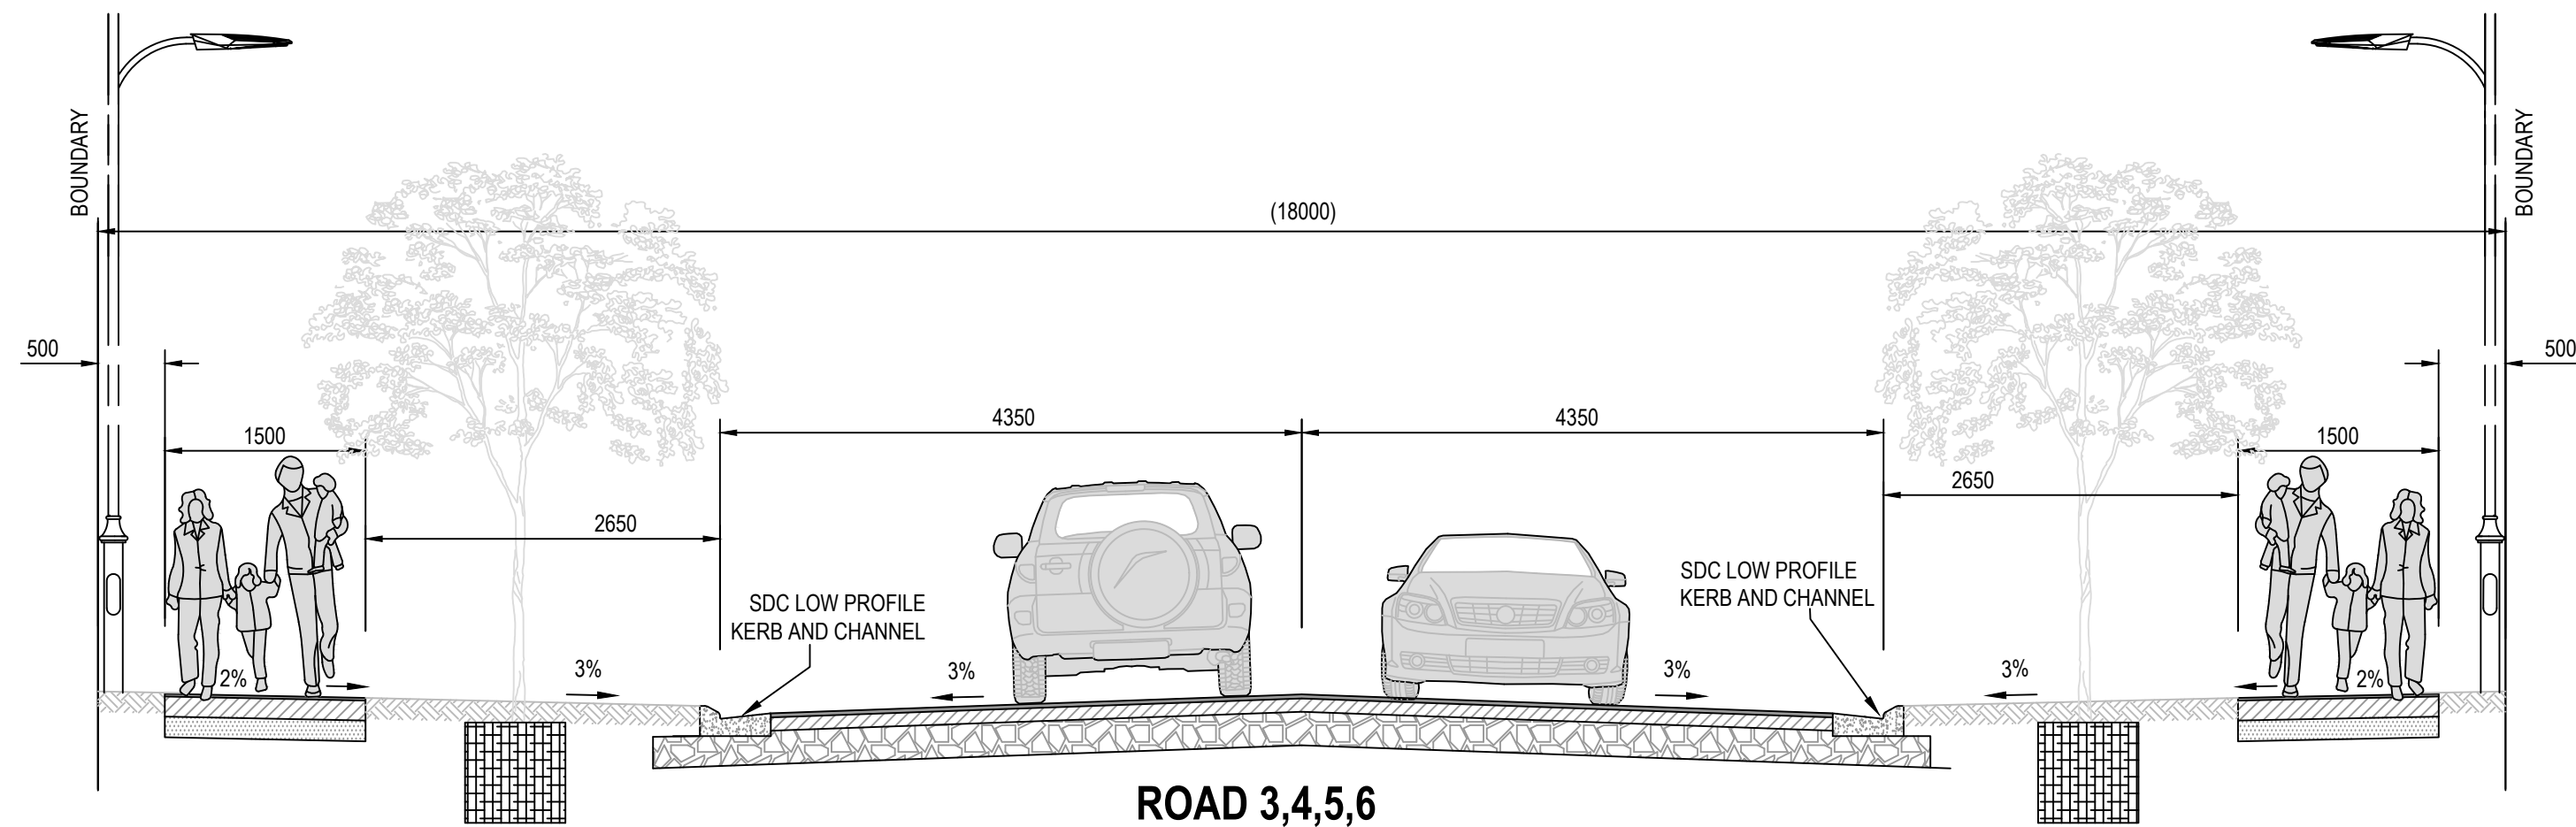 BOUNDARY
BOUNDARY
(18000)
500
500
4350
4350
1500
1500
2650
2650
SDC LOW PROFILE
KERB AND CHANNEL
SDC LOW PROFILE
KERB AND CHANNEL
2%
3%
3%
3%
3%
2%
ROAD 3,4,5,6